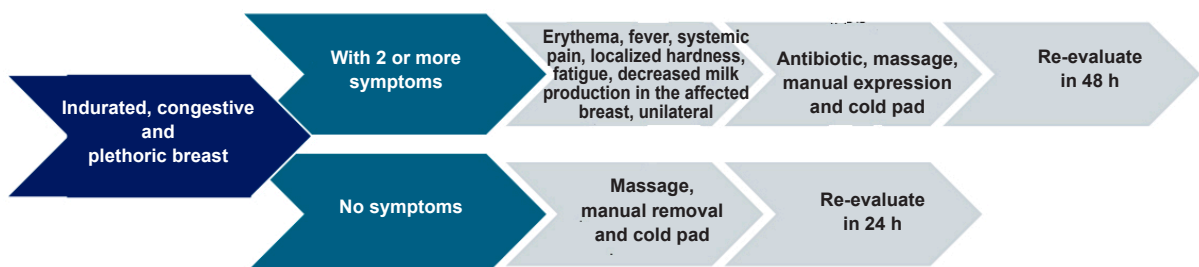 Indurated, congestive
and
plethoric breast
With 2 or more
symptoms
Erythema, fever, systemic
pain, localized hardness,
fatigue, decreased milk
production in the affected
breast, unilateral
Antibiotic, massage,
manual expression
and cold pad
Re-evaluate
in 48 h
No symptoms
Massage,
manual removal
and cold pad
Re-evaluate
in 24 h